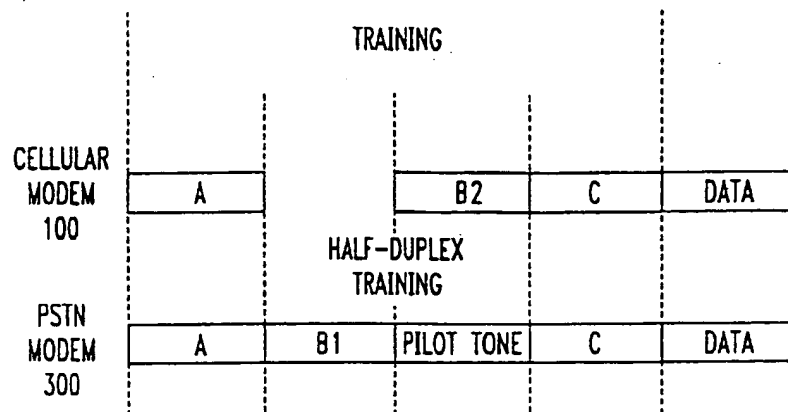 TRAINING
CELLULAR
MODEM
100
A
B2
C
DATA
HALF-DUPLEX
TRAINING
PSTN
MODEM
300
A
B1
PILOT TONE
C
DATA